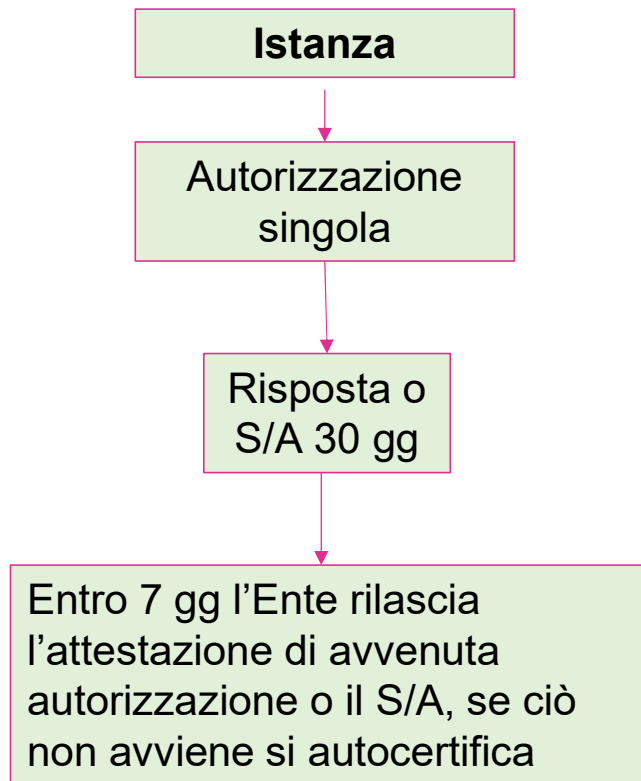 Istanza
Autorizzazione
singola
Risposta o
S/A 30 gg
Entro 7 gg l’Ente rilascia
l’attestazione di avvenuta
autorizzazione o il S/A, se ciò
non avviene si autocertifica